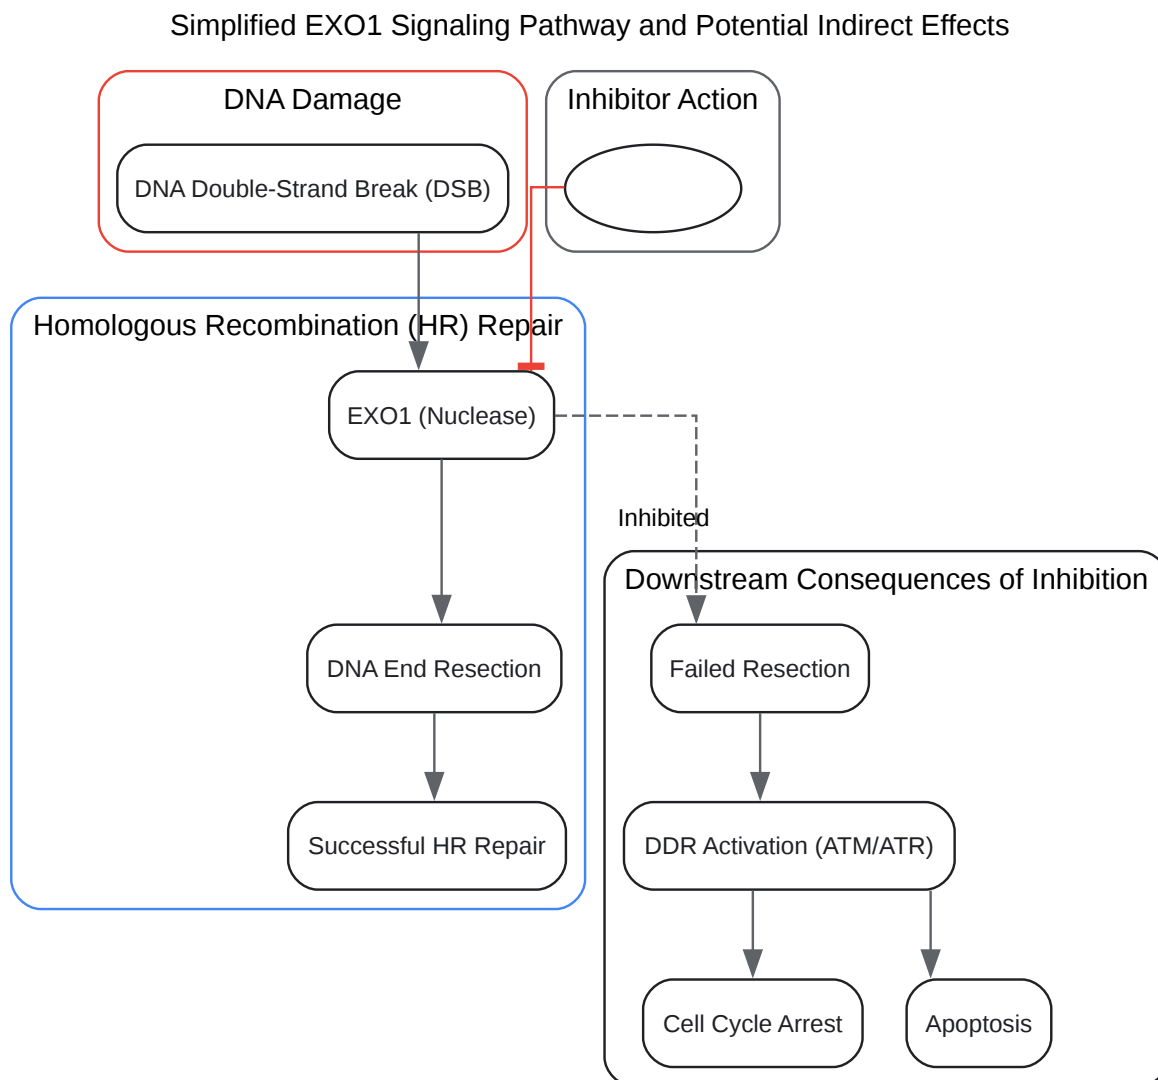 Simplified EXO1 Signaling Pathway and Potential Indirect Effects
DNA Damage
Inhibitor Action
DNA Double-Strand Break (DSB)
Homologous Recombination (HR) Repair
EXO1 (Nuclease)
Inhibited
Downstream Consequences of Inhibition
DNA End Resection
Failed Resection
Successful HR Repair
DDR Activation (ATM/ATR)
Cell Cycle Arrest
Apoptosis